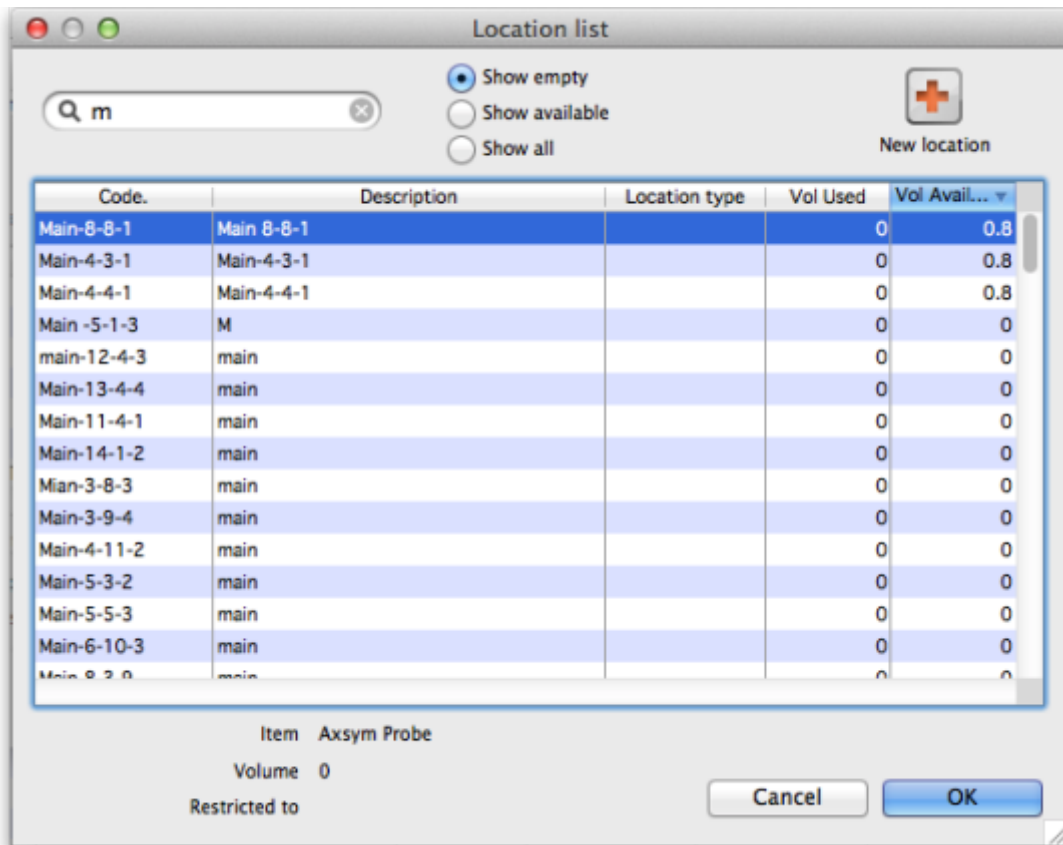 Location list
m
Show empty
Show available
Show all
New location
Code. Description Location type Vol Used Vol Avail...
Main-8-8-1 Main 8-8-1 0 0.8
Main-4-3-1 Main-4-3-1 0 0.8
Main-4-4-1 Main-4-4-1 0 0.8
Main -5-1-3 M 0 0
main-12-4-3 main 0 0
Main-13-4-4 main 0 0
Main-11-4-1 main 0 0
Main-14-1-2 main 0 0
Mian-3-8-3 main 0 0
Main-3-9-4 main 0 0
Main-4-11-2 main 0 0
Main-5-3-2 main 0 0
Main-5-5-3 main 0 0
Main-6-10-3 main 0 0
main 0 0
Item Axsym Probe
Volume 0
Restricted to
Cancel OK